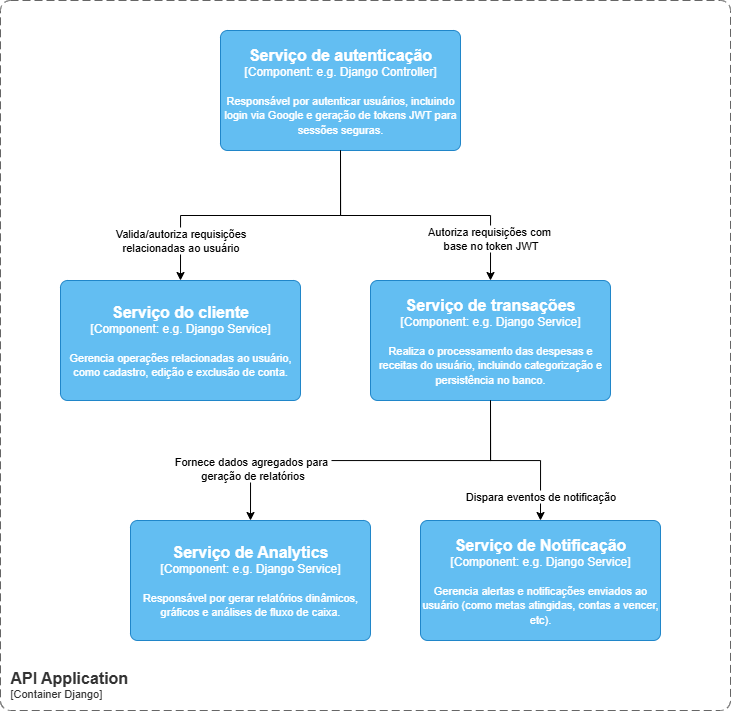 Serviço de autenticação
[Component: e.g. Django Controller]
Responsável por autenticar usuários, incluindo
login via Google e geração de tokens JWT para
sessões seguras.
Valida/autoriza requisições
relacionadas ao usuário
Autoriza requisições com
base no token JWT
Serviço do cliente
[Component: e.g. Django Service]
Gerencia operações relacionadas ao usuário,
como cadastro, edição e exclusão de conta.
Serviço de transações
[Component: e.g. Django Service]
Realiza o processamento das despesas e
receitas do usuário, incluindo categorização e
persistência no banco.
Fornece dados agregados para
geração de relatórios
Dispara eventos de notificação
Serviço de Analytics
[Component: e.g. Django Service]
Responsável por gerar relatórios dinâmicos,
gráficos e análises de fluxo de caixa.
Serviço de Notificação
[Component: e.g. Django Service]
Gerencia alertas e notificações enviados ao
usuário (como metas atingidas, contas a vencer,
etc).
API Application
[Container Django]